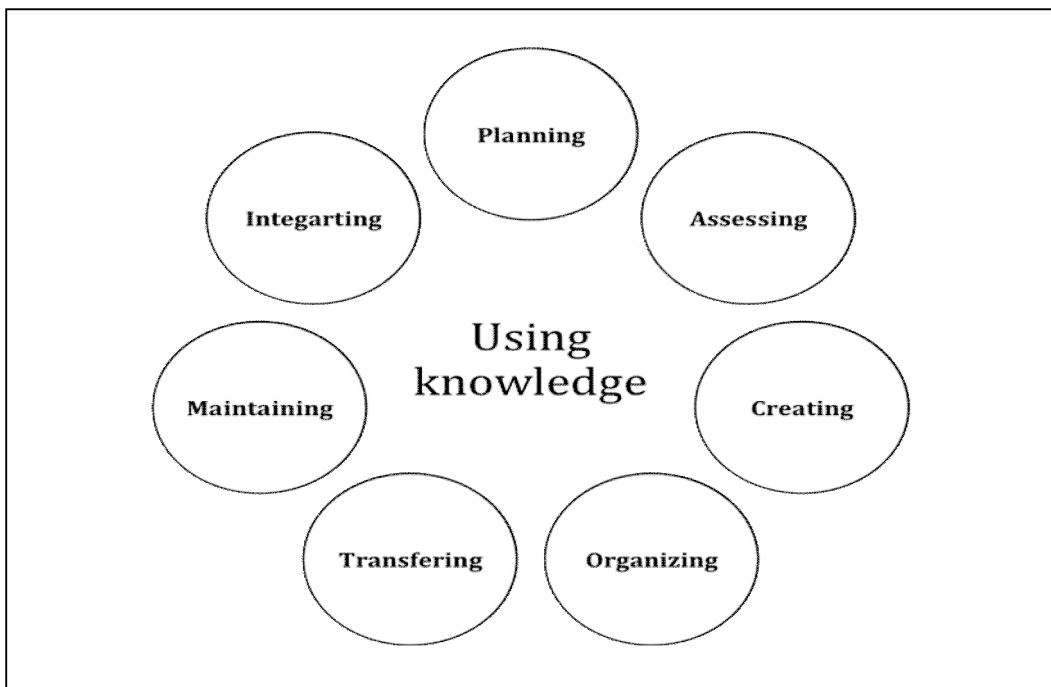 Planning
Integarting
Assessing
Using
knowledge
Maintaining
Creating
Transfering
Organizing